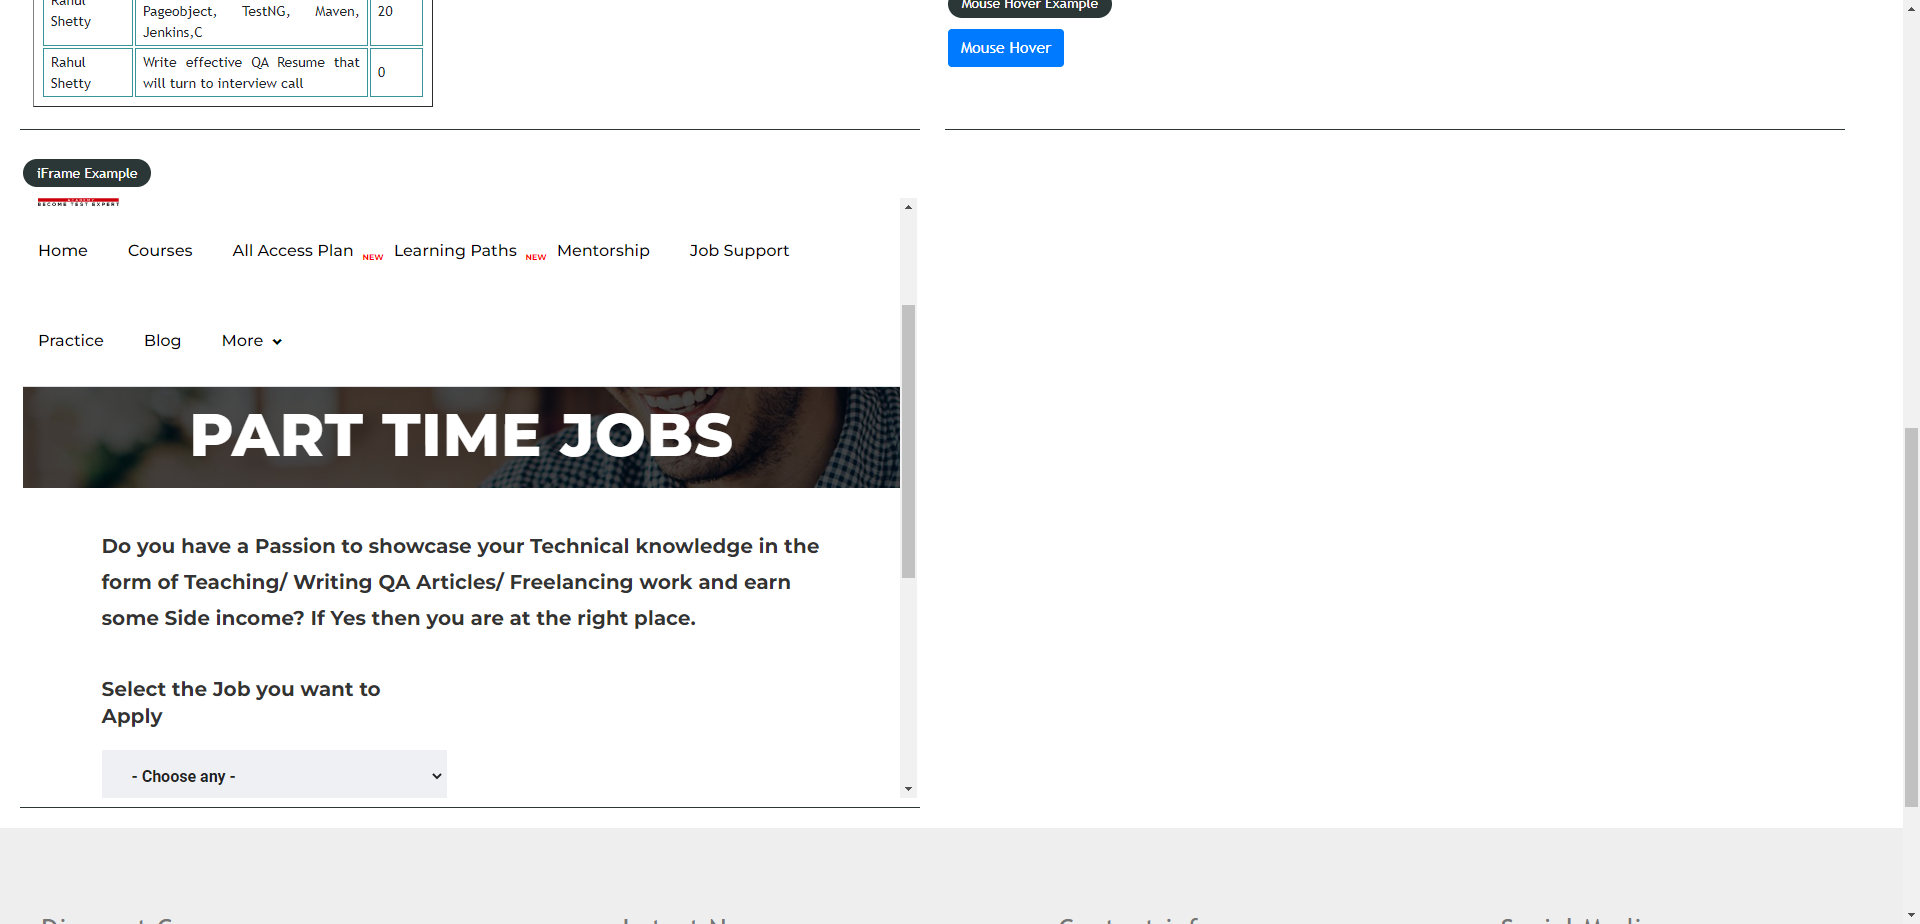 Rahul
Shetty
Pageobject, TestNG, Maven,
Jenkins,C
20
Rahul
Shetty
Write effective QA Resume that
will turn to interview call
0
Mouse Hover Example
Mouse Hover
iFrame Example
ACADEMY
BECOME TEST EXPERT
Home Courses All Access Plan NEW Learning Paths NEW Mentorship Job Support
Practice Blog More
PART TIME JOBS
Do you have a Passion to showcase your Technical knowledge in the
form of Teaching/ Writing QA Articles/ Freelancing work and earn
some Side income? If Yes then you are at the right place.
Select the Job you want to
Apply
- Choose any -